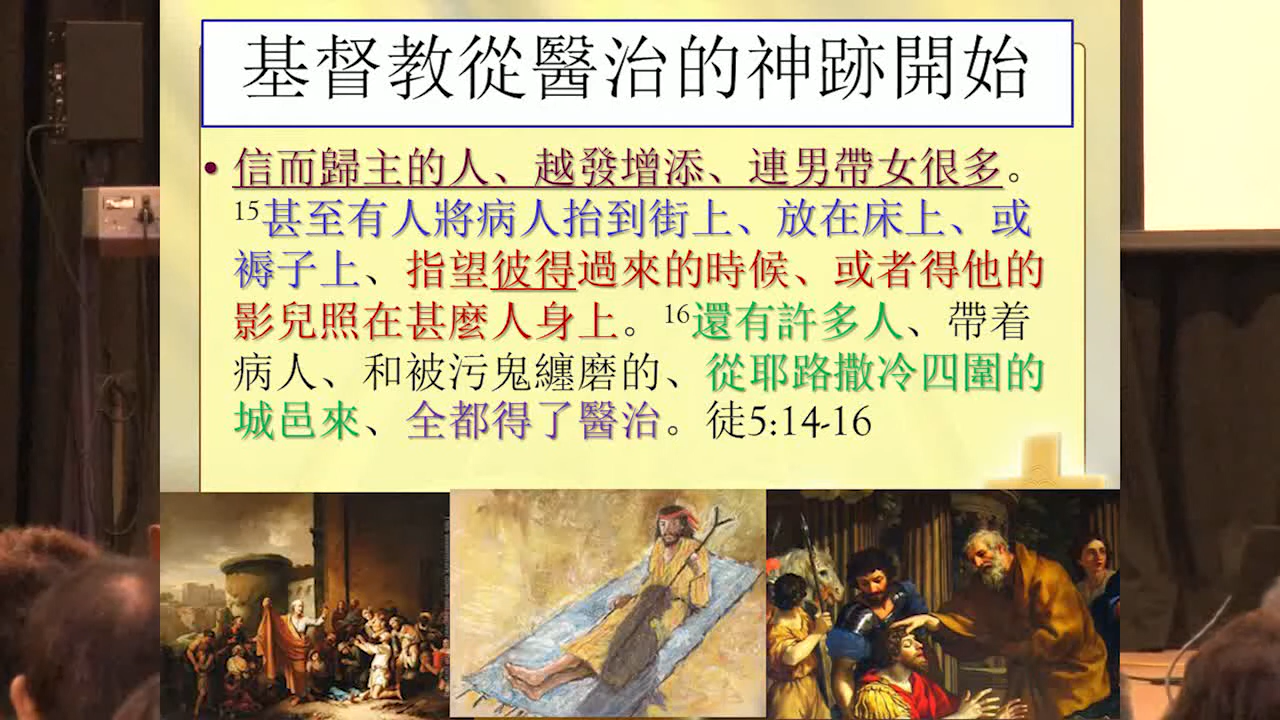 基督教從醫治的神跡開始
• 信而歸主的人、越發增添、連男帶女很多。
15甚至有人將病人抬到街上、放在床上、或
褥子上、指望彼得過來的時候、或者得他的
影兒照在甚麼人身上。16還有許多人、帶着
病人、和被污鬼纏磨的、從耶路撒冷四圍的
城邑來、全都得了醫治。徒5:14-16